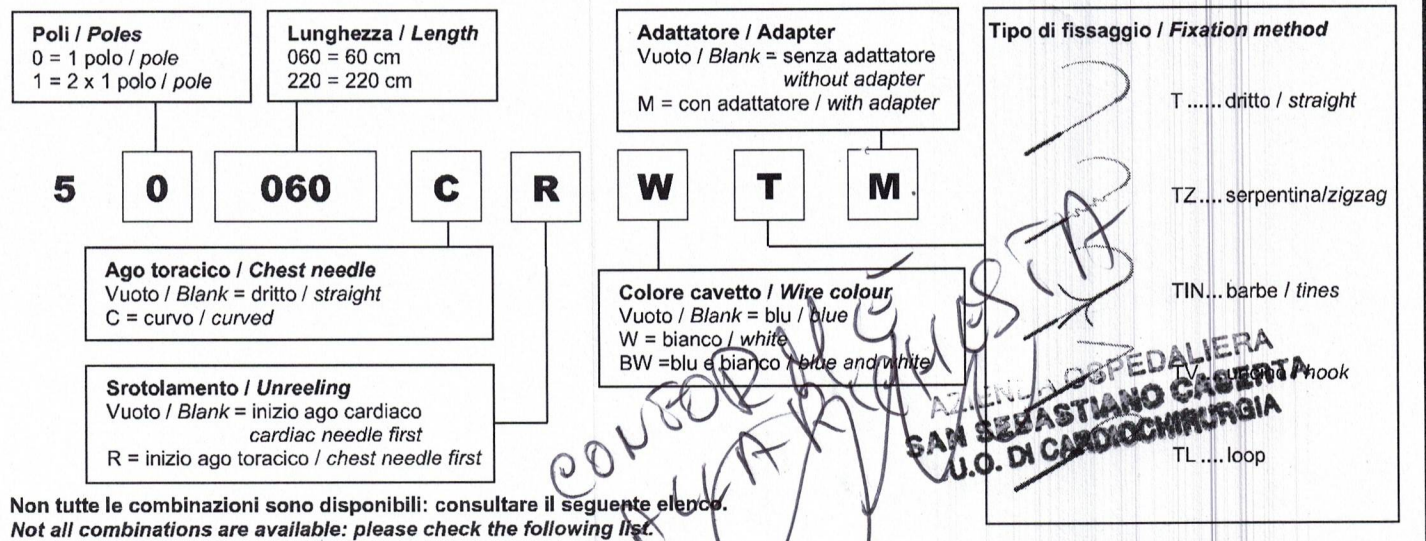 Poli / Poles
0 = 1 polo / pole
1 = 2 x 1 polo / pole
Lunghezza / Length
060 = 60 cm
220 = 220 cm
Adattatore / Adapter
Vuoto / Blank = senza adattatore
without adapter
M = con adattatore / with adapter
Tipo di fissaggio / Fixation method
T ...... dritto / straight
TZ .... serpentina/zigzag
TIN... barbe / tines
hook
TL .... loop
5 0 060 C R W T M
Ago toracico / Chest needle
Vuoto / Blank = dritto / straight
C = curvo / curved
Colore cavetto / Wire colour
Vuoto / Blank = blu / blue
W = bianco / white
BW =blu e bianco / blue and white
Srotolamento / Unreeling
Vuoto / Blank = inizio ago cardiaco
cardiac needle first
R = inizio ago toracico / chest needle first
CONFORME
ALLA RICHIESTA
AZIENDA OSPEDALIERA
SAN SEBASTIANO CASERTA
U.O. DI CARDIOCHIRURGIA
Non tutte le combinazioni sono disponibili: consultare il seguente elenco.
Not all combinations are available: please check the following list.